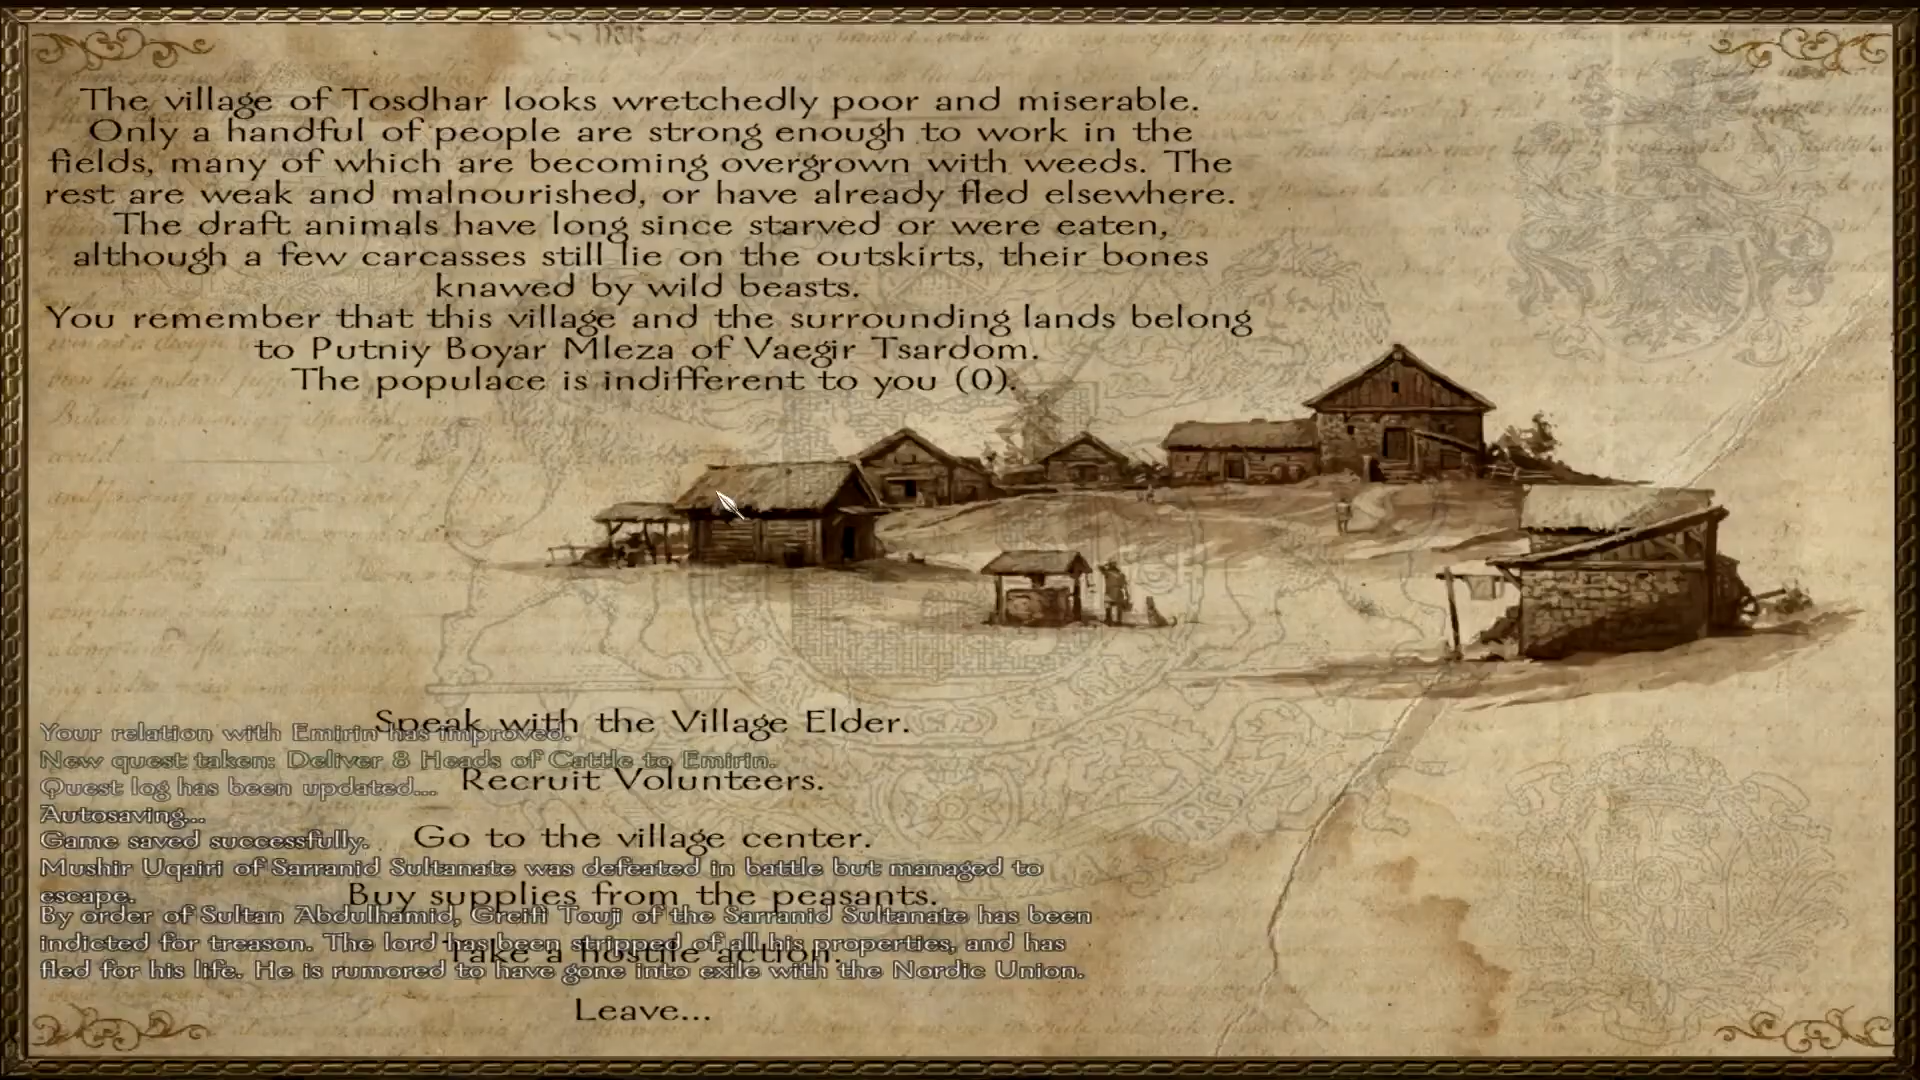 The village of Tosdhar looks wretchedly poor and miserable.
Only a handful of people are strong enough to work in the
fields, many of which are becoming overgrown with weeds. The
rest are weak and malnourished, or have already fled elsewhere.
The draft animals have long since starved or were eaten,
although a few carcasses still lie on the outskirts, their bones
knawed by wild beasts.
You remember that this village and the surrounding lands belong
to Putniy Boyar Mleza of Vaegir Tsardom.
The populace is indifferent to you (0).
Speak with the Village Elder.
Your relation with Emirin has improved.
New quest taken: Deliver 8 Heads of Cattle to Emirin.
Recruit Volunteers.
Quest log has been updated...
Autosaving...
Go to the village center.
Game saved successfully.
Mushir Uqairi of Sarranid Sultanate was defeated in battle but managed to
escape.
Buy supplies from the peasants.
By order of Sultan Abdulhamid, Greifi Touji of the Sarranid Sultanate has been
indicted for treason. The lord has been stripped of all his properties, and has
Take a hostile action.
fled for his life. He is rumored to have gone into exile with the Nordic Union.
Leave...